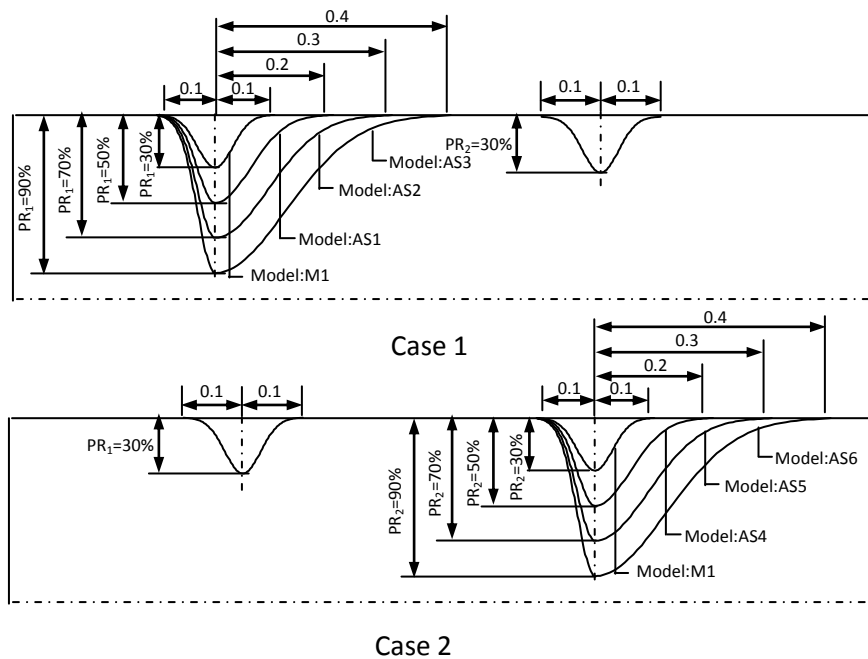 0.4
0.3
0.2
0.1
0.1
0.1
0.1
PR₁=90%
PR₁=70%
PR₁=50%
PR₁=30%
PR₂=30%
Model:AS3
Model:AS2
Model:AS1
Model:M1
Case 1
0.4
0.3
0.2
0.1
0.1
0.1
0.1
PR₁=30%
PR₂=90%
PR₂=70%
PR₂=50%
PR₂=30%
Model:AS6
Model:AS5
Model:AS4
Model:M1
Case 2